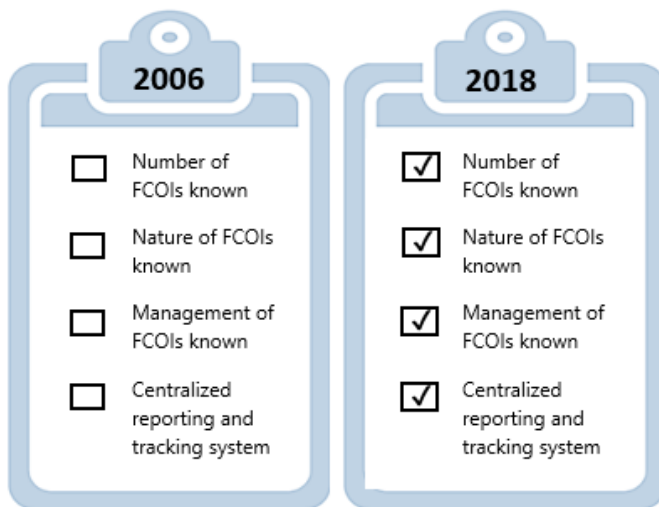 2006
Number of
FCOIs known
Nature of FCOIs
known
Management of
FCOIs known
Centralized
reporting and
tracking system
2018
Number of
FCOIs known
Nature of FCOIs
known
Management of
FCOIs known
Centralized
reporting and
tracking system